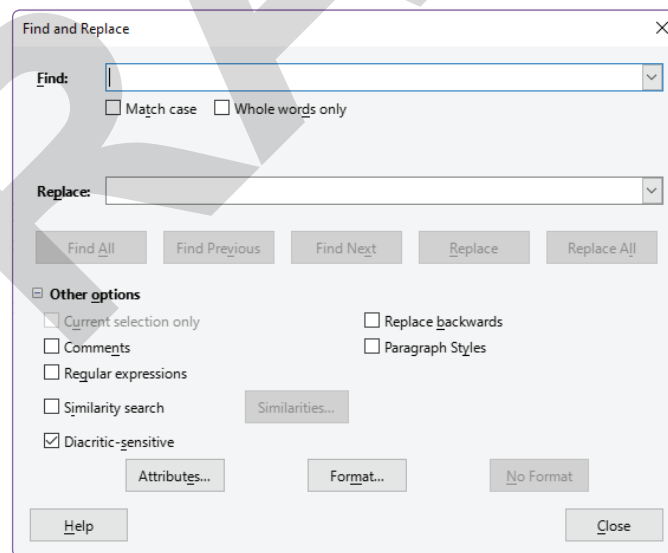 Find and Replace
Find:
Match case Whole words only
Replace:
Find All Find Previous Find Next Replace Replace All
Other options
Current selection only Replace backwards
Comments Paragraph Styles
Regular expressions
Similarity search Similarities...
Diacritic-sensitive
Attributes... Format... No Format
Help Close